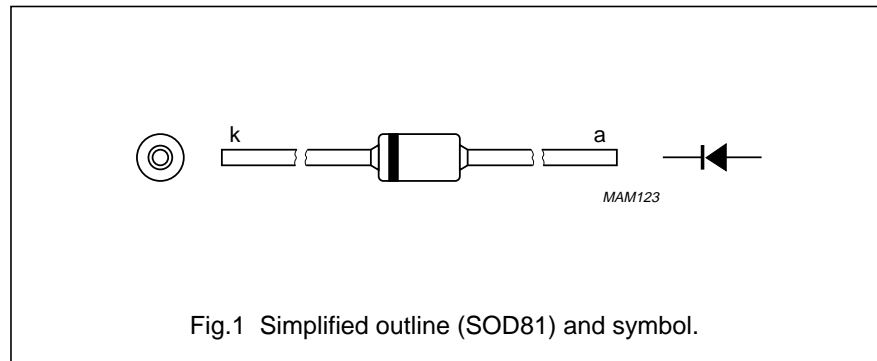 k
a
MAM123
Fig.1 Simplified outline (SOD81) and symbol.